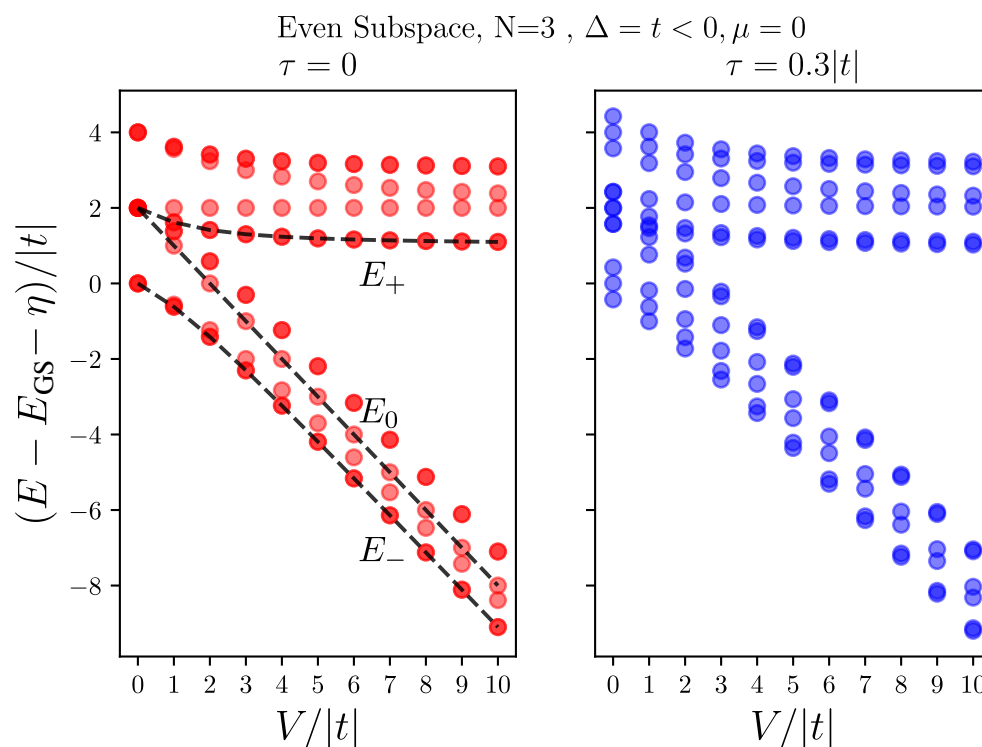 Even Subspace, N=3 , Δ = t < 0, μ = 0
τ = 0
τ = 0.3|t|
(E − E_GS − η)/|t|
4
2
0
−2
−4
−6
−8
E_+
E_0
E_−
0 1 2 3 4 5 6 7 8 9 10
0 1 2 3 4 5 6 7 8 9 10
V/|t|
V/|t|